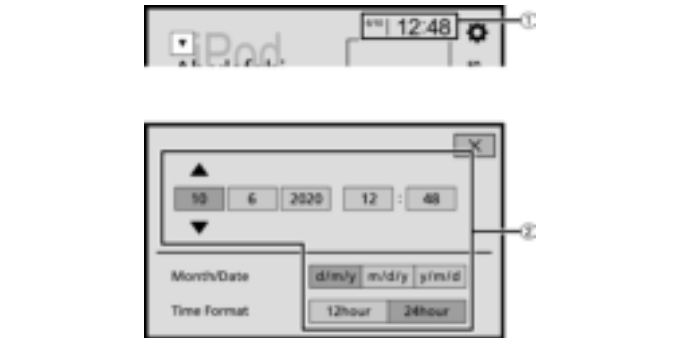 12:48 ①
iPod
10 6 2020 12 : 48
②
Month/Date d/m/y m/d/y y/m/d
Time Format 12hour 24hour